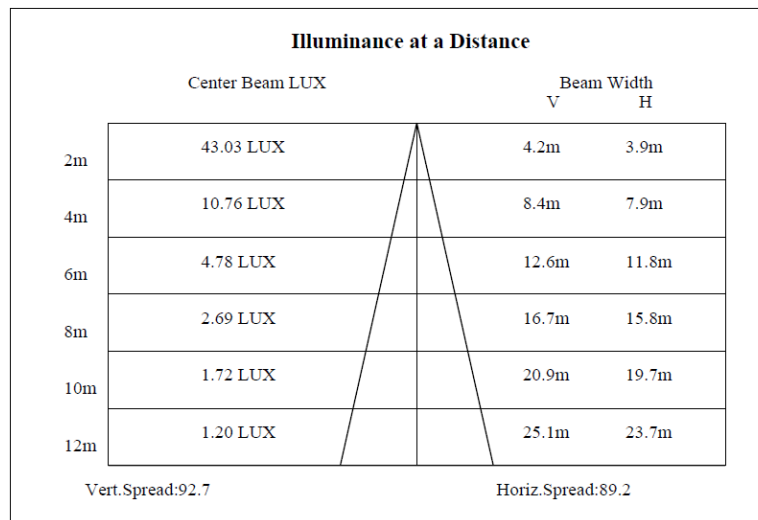 Illuminance at a Distance
Center Beam LUX Beam Width
V H
2m 43.03 LUX 4.2m 3.9m
4m 10.76 LUX 8.4m 7.9m
6m 4.78 LUX 12.6m 11.8m
8m 2.69 LUX 16.7m 15.8m
10m 1.72 LUX 20.9m 19.7m
12m 1.20 LUX 25.1m 23.7m
Vert.Spread:92.7 Horiz.Spread:89.2